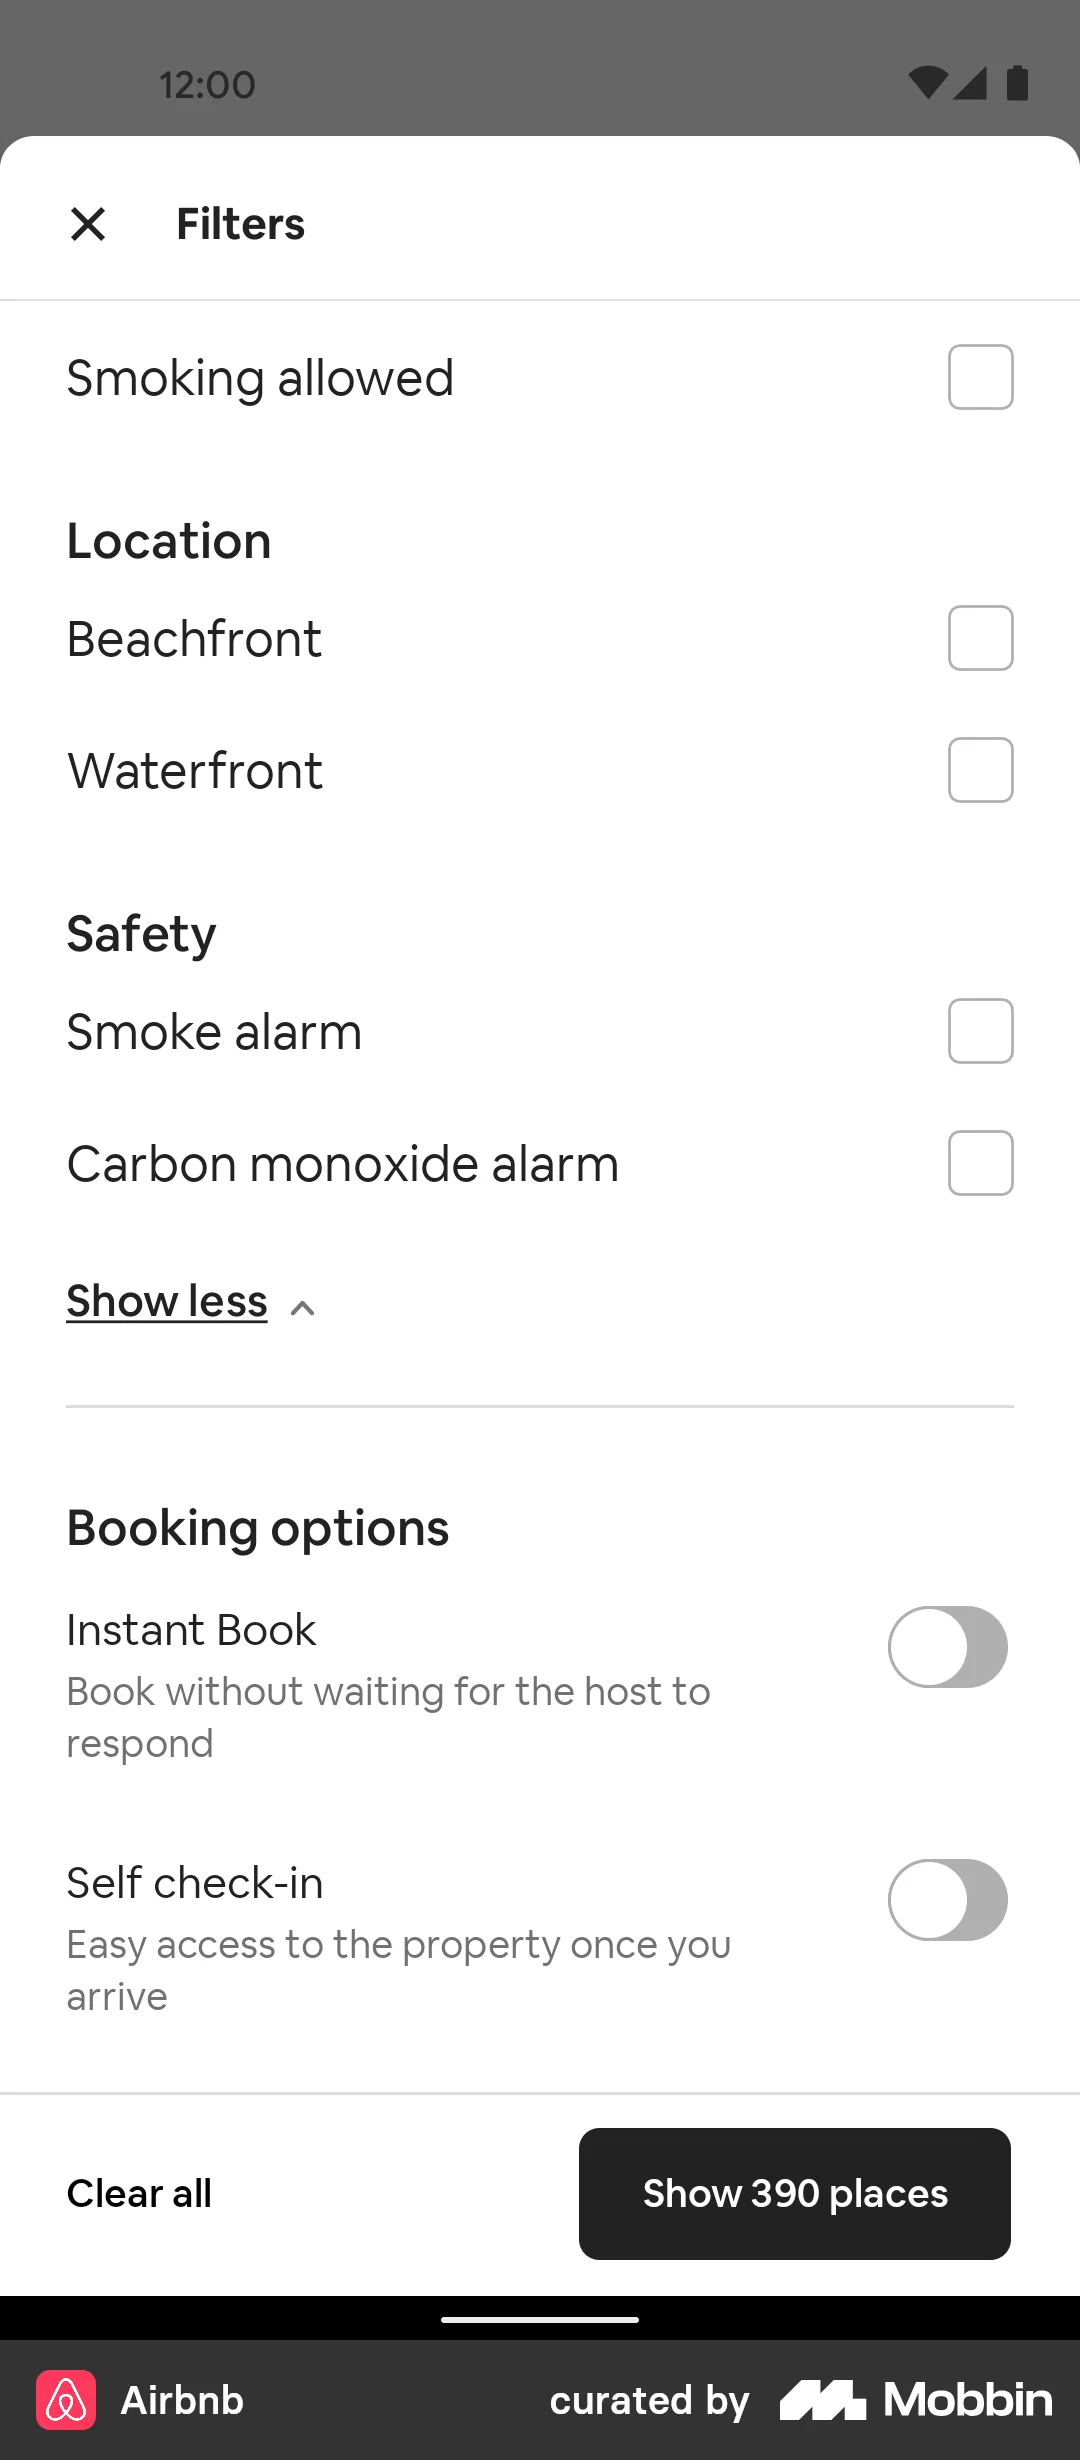 12:00
Filters
Smoking allowed
Location
Beachfront
Waterfront
Safety
Smoke alarm
Carbon monoxide alarm
Show less
Booking options
Instant Book
Book without waiting for the host to
respond
Self check-in
Easy access to the property once you
arrive
Clear all
Show 390 places
Airbnb
curated by Mobbin